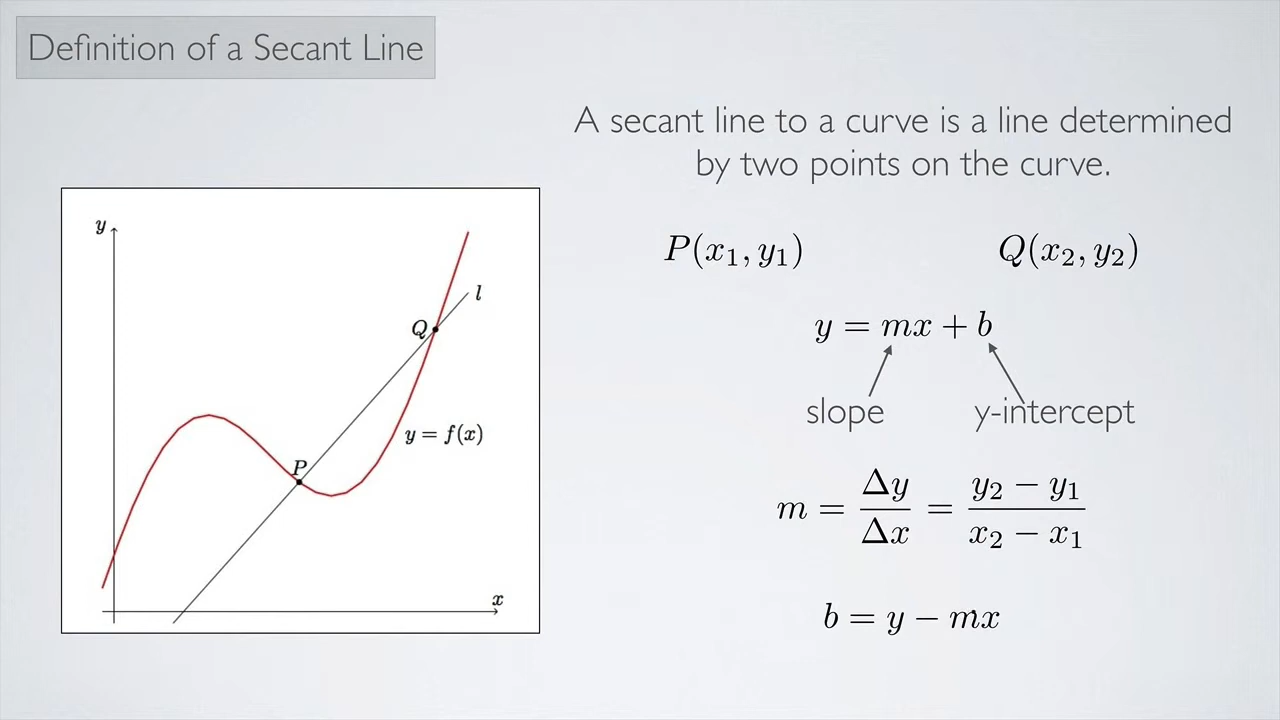 Definition of a Secant Line
A secant line to a curve is a line determined
by two points on the curve.
P(x₁, y₁) Q(x₂, y₂)
y = mx + b
slope y-intercept
m = Δy/Δx = (y₂ − y₁)/(x₂ − x₁)
b = y − mx
y
l
Q
y = f(x)
P
x